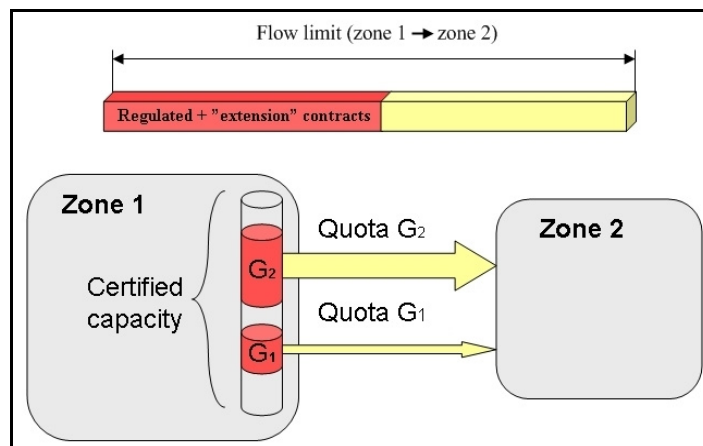 Flow limit (zone 1 → zone 2)
Regulated + "extension" contracts
Zone 1
Quota G₂
Zone 2
G₂
Certified
capacity
Quota G₁
G₁